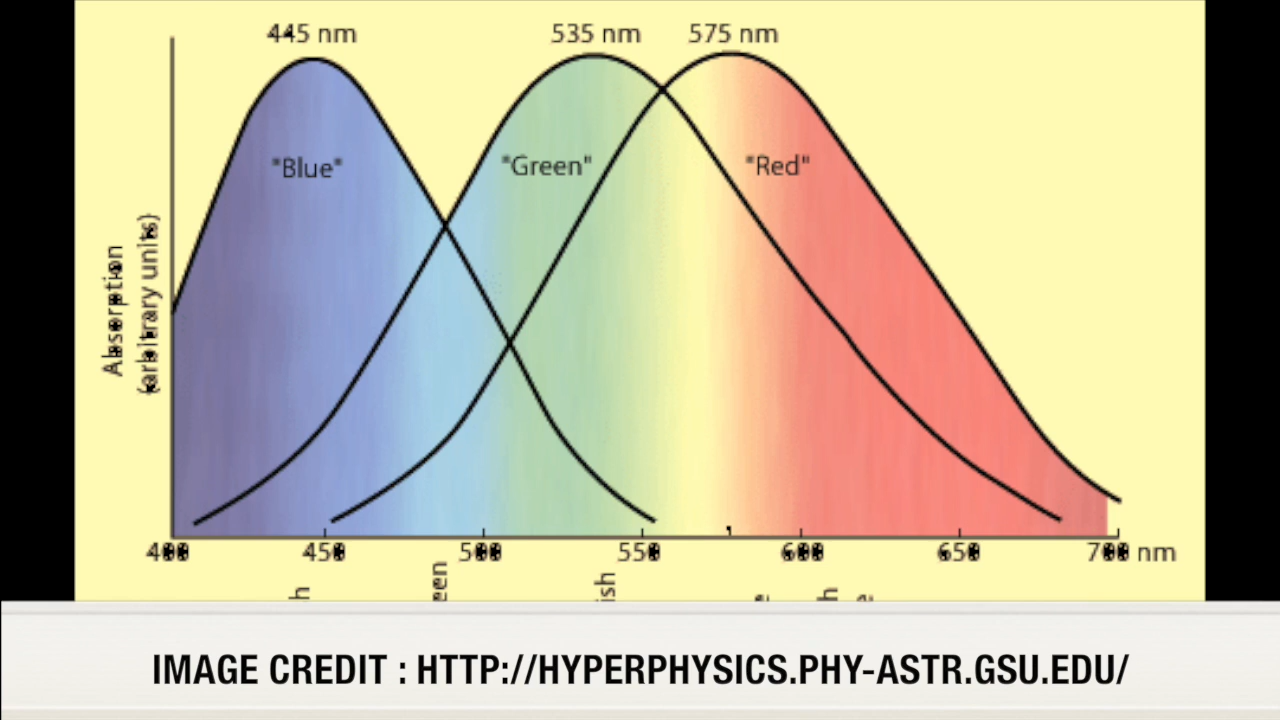 445 nm 535 nm 575 nm
"Blue" "Green" "Red"
Absorption
(arbitrary units)
400 450 500 550 600 650 700 nm
IMAGE CREDIT : HTTP://HYPERPHYSICS.PHY-ASTR.GSU.EDU/